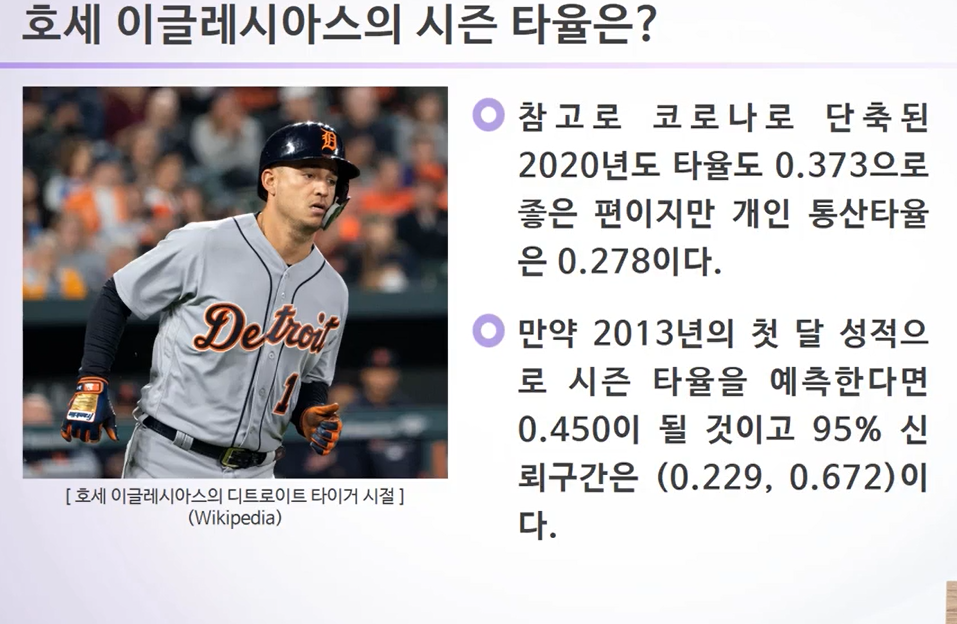 호세 이글레시아스의 시즌 타율은?
참고로 코로나로 단축된
2020년도 타율도 0.373으로
좋은 편이지만 개인 통산타율
은 0.278이다.
만약 2013년의 첫 달 성적으
로 시즌 타율을 예측한다면
0.450이 될 것이고 95% 신
뢰구간은 (0.229, 0.672)이
다.
D
Detroit
1
Franklin
[ 호세 이글레시아스의 디트로이트 타이거 시절 ]
(Wikipedia)